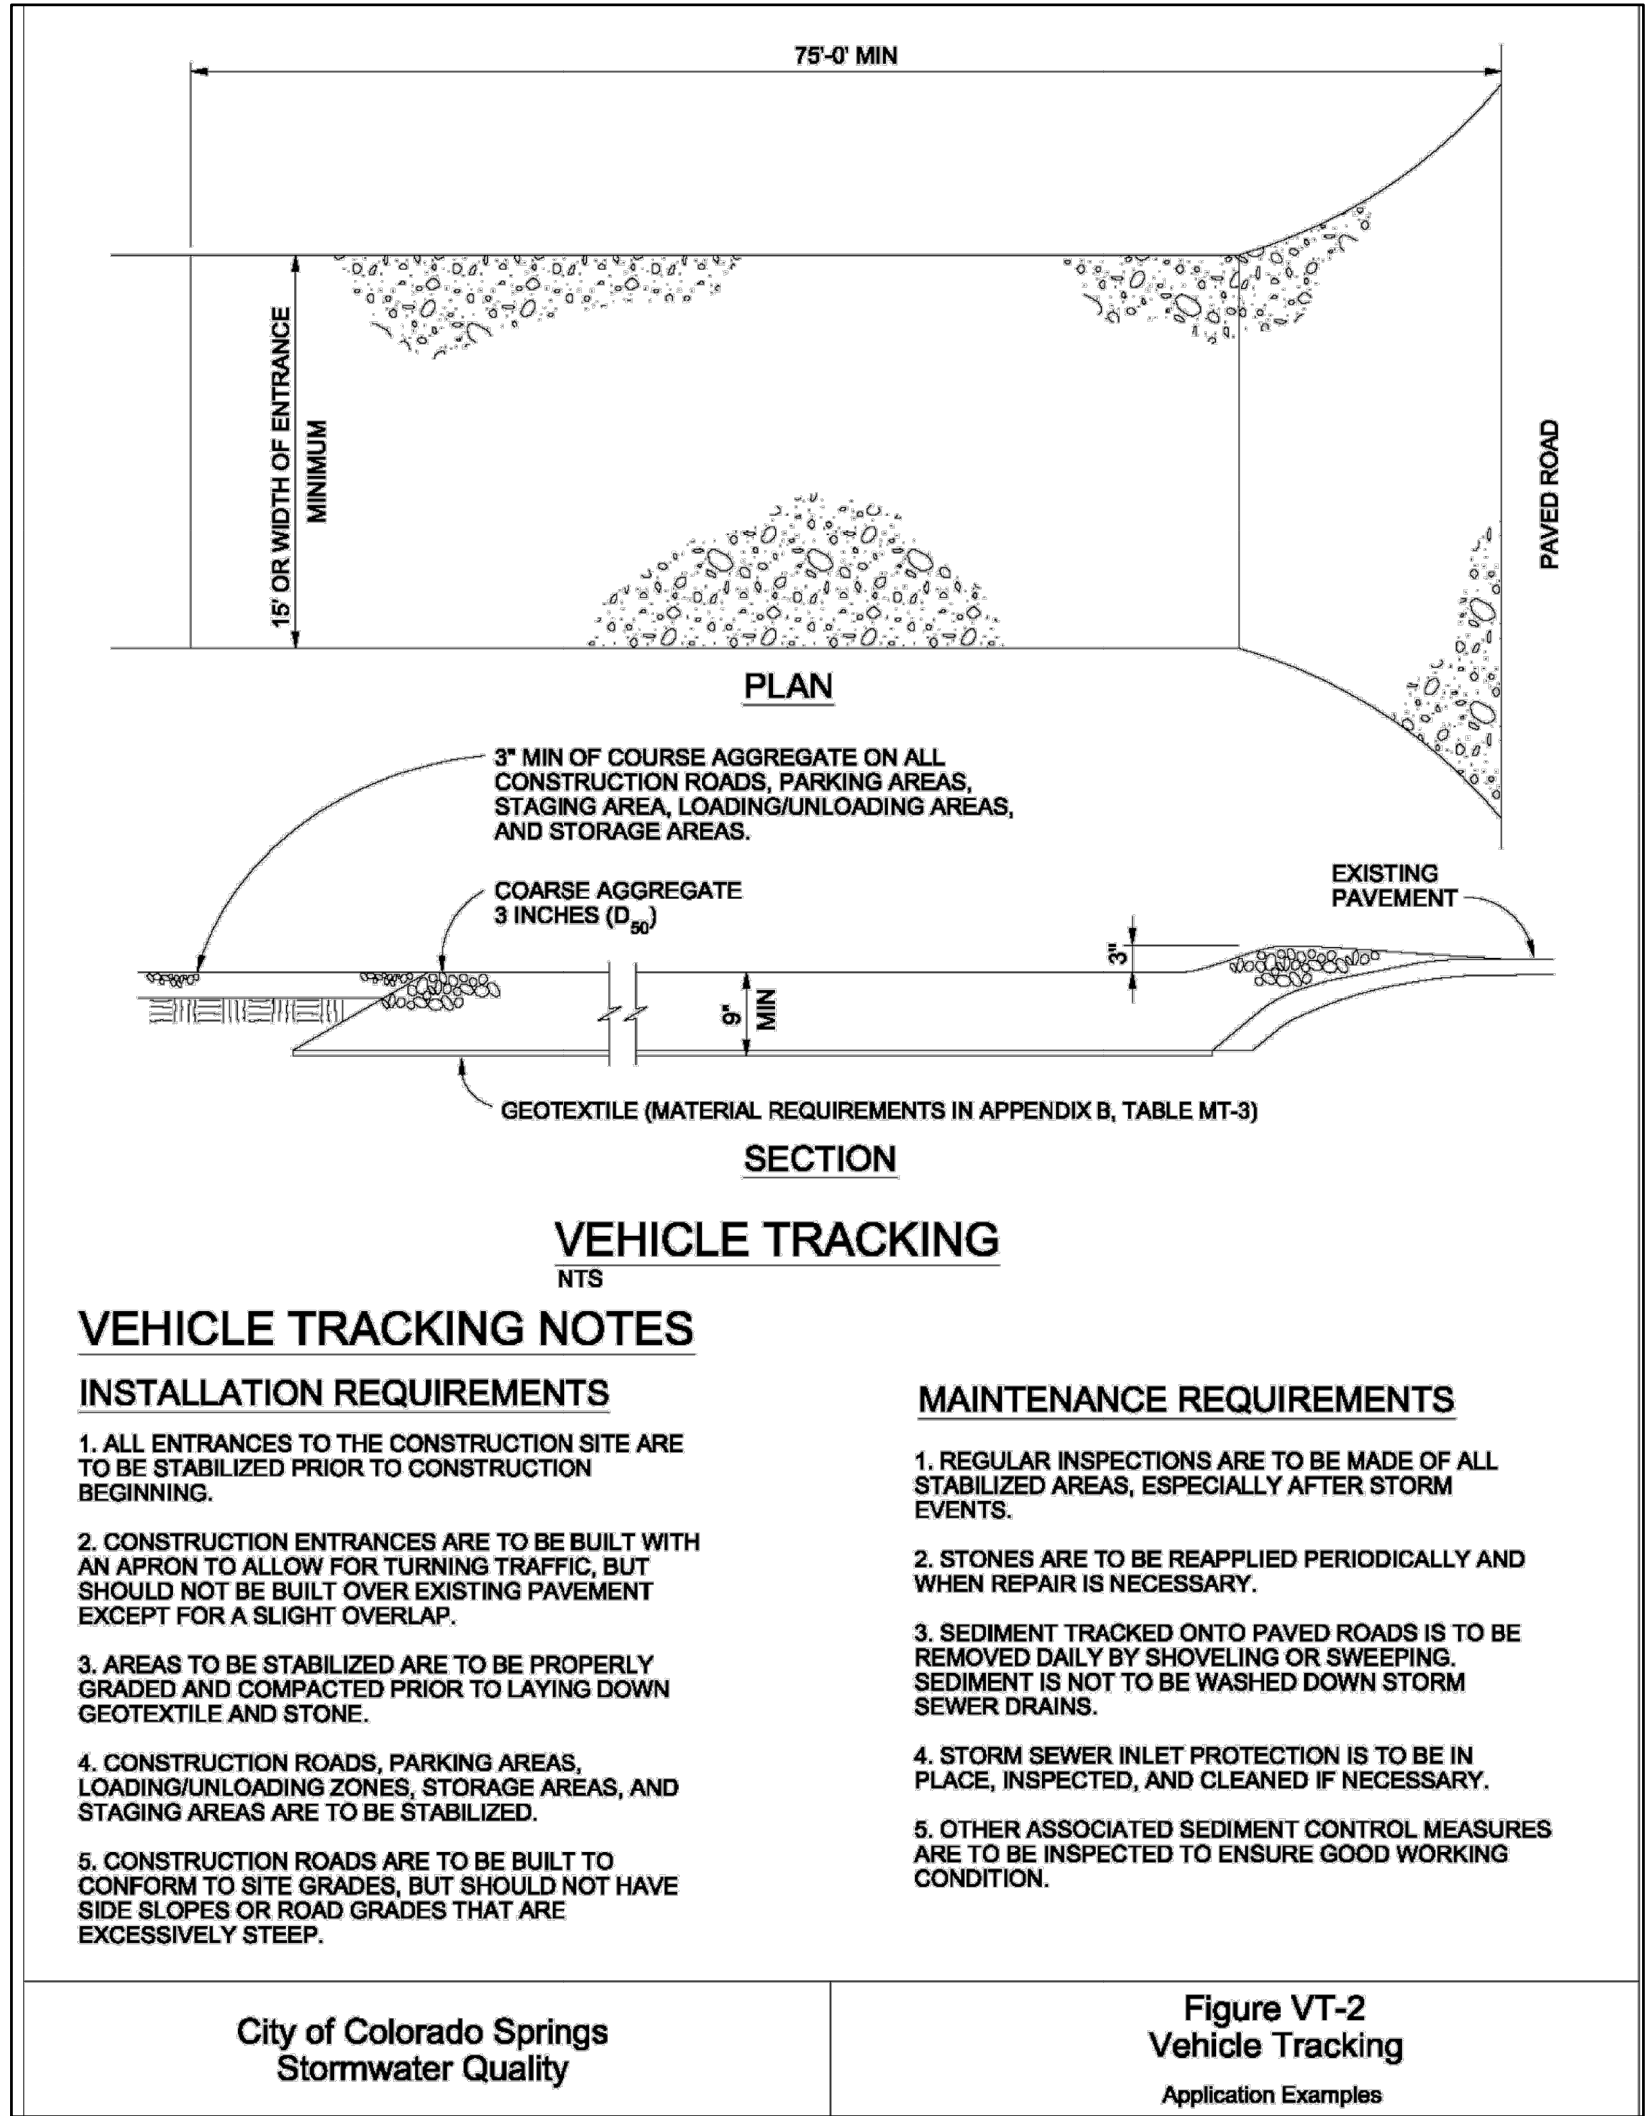 75'-0' MIN
15' OR WIDTH OF ENTRANCE
MINIMUM
PAVED ROAD
PLAN
3" MIN OF COURSE AGGREGATE ON ALL
CONSTRUCTION ROADS, PARKING AREAS,
STAGING AREA, LOADING/UNLOADING AREAS,
AND STORAGE AREAS.
COARSE AGGREGATE
3 INCHES (D50)
EXISTING
PAVEMENT
3"
9"
MIN
GEOTEXTILE (MATERIAL REQUIREMENTS IN APPENDIX B, TABLE MT-3)
SECTION
VEHICLE TRACKING
NTS
VEHICLE TRACKING NOTES
INSTALLATION REQUIREMENTS
1. ALL ENTRANCES TO THE CONSTRUCTION SITE ARE
TO BE STABILIZED PRIOR TO CONSTRUCTION
BEGINNING.
2. CONSTRUCTION ENTRANCES ARE TO BE BUILT WITH
AN APRON TO ALLOW FOR TURNING TRAFFIC, BUT
SHOULD NOT BE BUILT OVER EXISTING PAVEMENT
EXCEPT FOR A SLIGHT OVERLAP.
3. AREAS TO BE STABILIZED ARE TO BE PROPERLY
GRADED AND COMPACTED PRIOR TO LAYING DOWN
GEOTEXTILE AND STONE.
4. CONSTRUCTION ROADS, PARKING AREAS,
LOADING/UNLOADING ZONES, STORAGE AREAS, AND
STAGING AREAS ARE TO BE STABILIZED.
5. CONSTRUCTION ROADS ARE TO BE BUILT TO
CONFORM TO SITE GRADES, BUT SHOULD NOT HAVE
SIDE SLOPES OR ROAD GRADES THAT ARE
EXCESSIVELY STEEP.
MAINTENANCE REQUIREMENTS
1. REGULAR INSPECTIONS ARE TO BE MADE OF ALL
STABILIZED AREAS, ESPECIALLY AFTER STORM
EVENTS.
2. STONES ARE TO BE REAPPLIED PERIODICALLY AND
WHEN REPAIR IS NECESSARY.
3. SEDIMENT TRACKED ONTO PAVED ROADS IS TO BE
REMOVED DAILY BY SHOVELING OR SWEEPING.
SEDIMENT IS NOT TO BE WASHED DOWN STORM
SEWER DRAINS.
4. STORM SEWER INLET PROTECTION IS TO BE IN
PLACE, INSPECTED, AND CLEANED IF NECESSARY.
5. OTHER ASSOCIATED SEDIMENT CONTROL MEASURES
ARE TO BE INSPECTED TO ENSURE GOOD WORKING
CONDITION.
City of Colorado Springs
Stormwater Quality
Figure VT-2
Vehicle Tracking
Application Examples